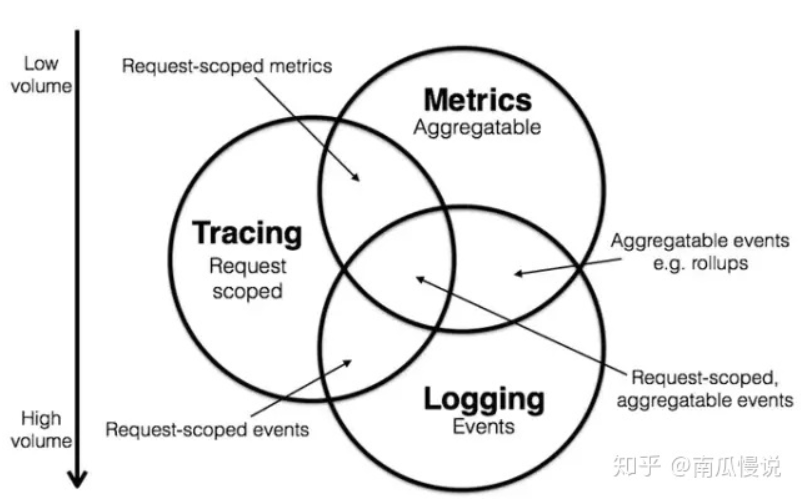 Low
volume
Request-scoped metrics
Metrics
Aggregatable
Tracing
Request
scoped
Aggregatable events
e.g. rollups
Request-scoped,
aggregatable events
High
volume
Request-scoped events
Logging
Events
知乎 @南瓜慢说